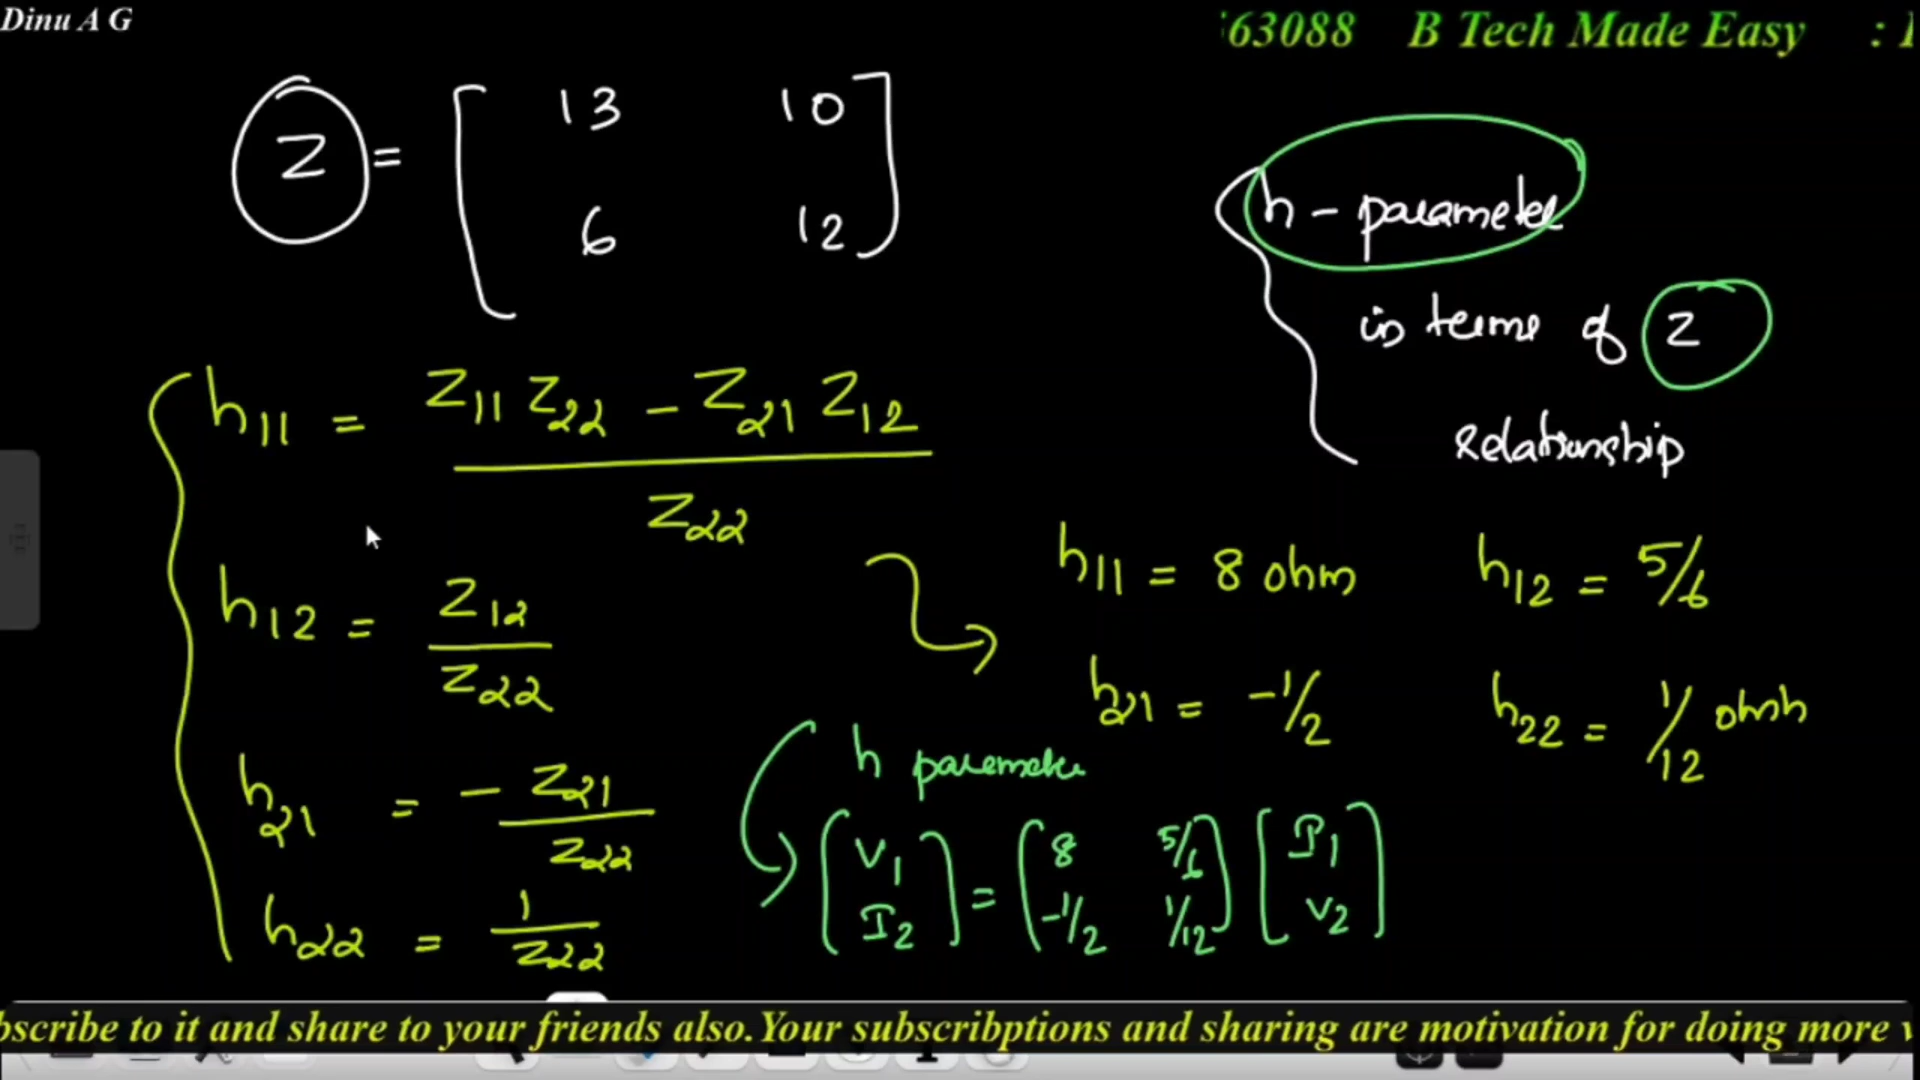 Dinu A G
63088 B Tech Made Easy :
Z = [ 13 10
6 12 ]
h - parameter
in terms of Z
relationship
h11 = Z11 Z22 - Z21 Z12 / Z22
h12 = Z12 / Z22
h21 = - Z21 / Z22
h22 = 1 / Z22
h11 = 8 ohm h12 = 5/6
h21 = -1/2 h22 = 1/12 omh
h parameter
[ V1 I2 ] = [ 8 5/6 -1/2 1/12 ] [ I1 V2 ]
bscribe to it and share to your friends also. Your subscribptions and sharing are motivation for doing more v